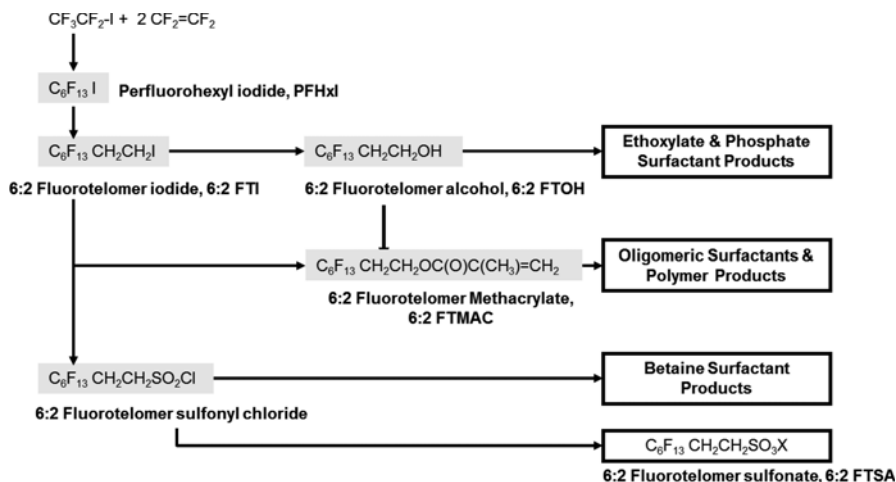 CF₃CF₂-I + 2 CF₂=CF₂
C₆F₁₃ I
Perfluorohexyl iodide, PFHxI
C₆F₁₃ CH₂CH₂I
C₆F₁₃ CH₂CH₂OH
Ethoxylate & Phosphate
Surfactant Products
6:2 Fluorotelomer iodide, 6:2 FTI
6:2 Fluorotelomer alcohol, 6:2 FTOH
C₆F₁₃ CH₂CH₂OC(O)C(CH₃)=CH₂
Oligomeric Surfactants &
Polymer Products
6:2 Fluorotelomer Methacrylate,
6:2 FTMAC
C₆F₁₃ CH₂CH₂SO₂Cl
Betaine Surfactant
Products
6:2 Fluorotelomer sulfonyl chloride
C₆F₁₃ CH₂CH₂SO₃X
6:2 Fluorotelomer sulfonate, 6:2 FTSA